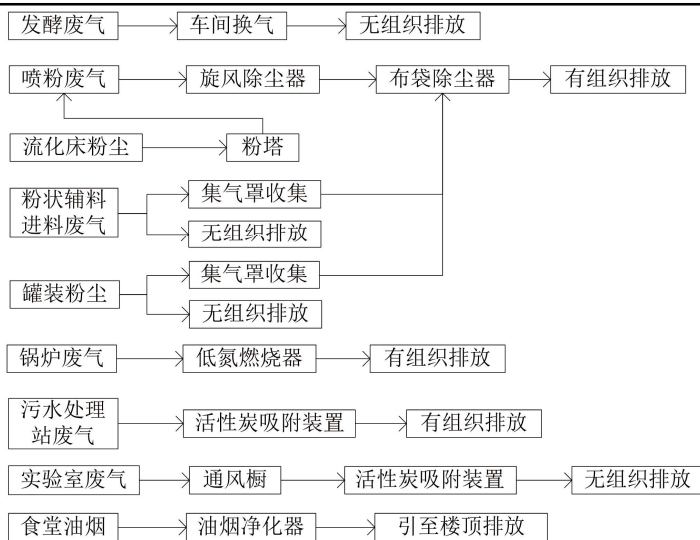 发酵废气 车间换气 无组织排放
喷粉废气 旋风除尘器 布袋除尘器 有组织排放
流化床粉尘 粉塔
粉状辅料
进料废气
集气罩收集
无组织排放
罐装粉尘
集气罩收集
无组织排放
锅炉废气 低氮燃烧器 有组织排放
污水处理
站废气
活性炭吸附装置 有组织排放
实验室废气 通风橱 活性炭吸附装置 无组织排放
食堂油烟 油烟净化器 引至楼顶排放